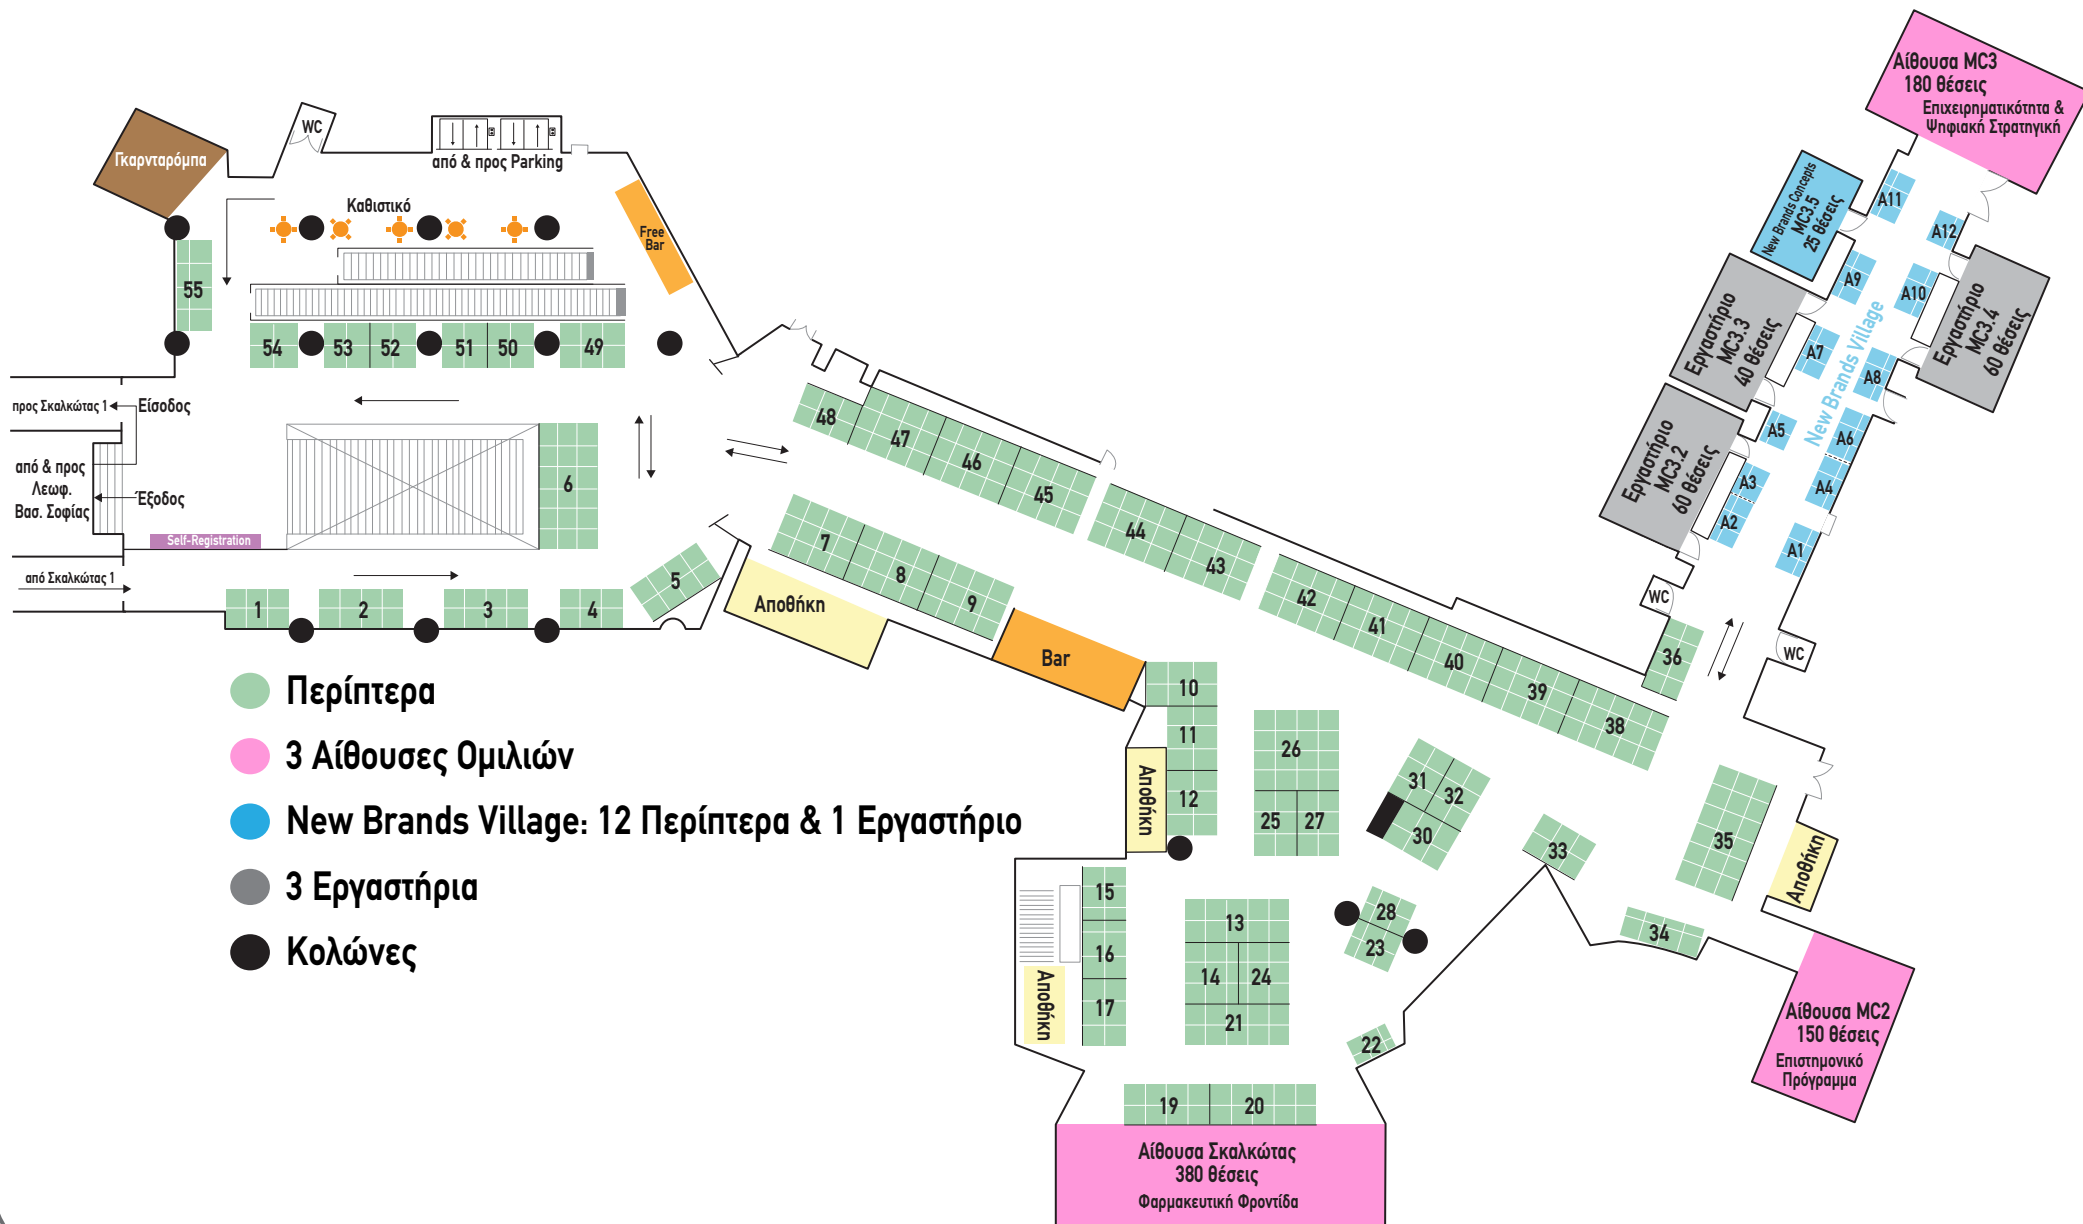 Αίθουσα MC3
180 θέσεις
Επιχειρηματικότητα &
Ψηφιακή Στρατηγική
WC
Γκαρνταρόμπα
από & προς Parking
Καθιστικό
Free
Bar
55
54
53
52
51
50
49
προς Σκαλκώτας 1
Είσοδος
από & προς
Λεωφ.
Βασ. Σοφίας
Έξοδος
Self-Registration
από Σκαλκώτας 1
6
1
2
3
4
5
48
47
46
45
44
43
42
41
40
39
38
36
7
8
9
Αποθήκη
Bar
New Brands Concepts
MC3.5
25 θέσεις
Εργαστήριο
MC3.3
40 θέσεις
Εργαστήριο
MC3.2
60 θέσεις
Εργαστήριο
MC3.4
60 θέσεις
New Brands Village
A11
A12
A9
A10
A7
A8
A5
A6
A3
A4
A2
A1
WC
WC
10
11
12
Αποθήκη
26
25
27
31
32
30
33
35
34
Αποθήκη
15
16
17
Αποθήκη
13
14
24
21
28
23
22
19
20
Αίθουσα MC2
150 θέσεις
Επιστημονικό
Πρόγραμμα
Αίθουσα Σκαλκώτας
380 θέσεις
Φαρμακευτική Φροντίδα
Περίπτερα
3 Αίθουσες Ομιλιών
New Brands Village: 12 Περίπτερα & 1 Εργαστήριο
3 Εργαστήρια
Κολώνες